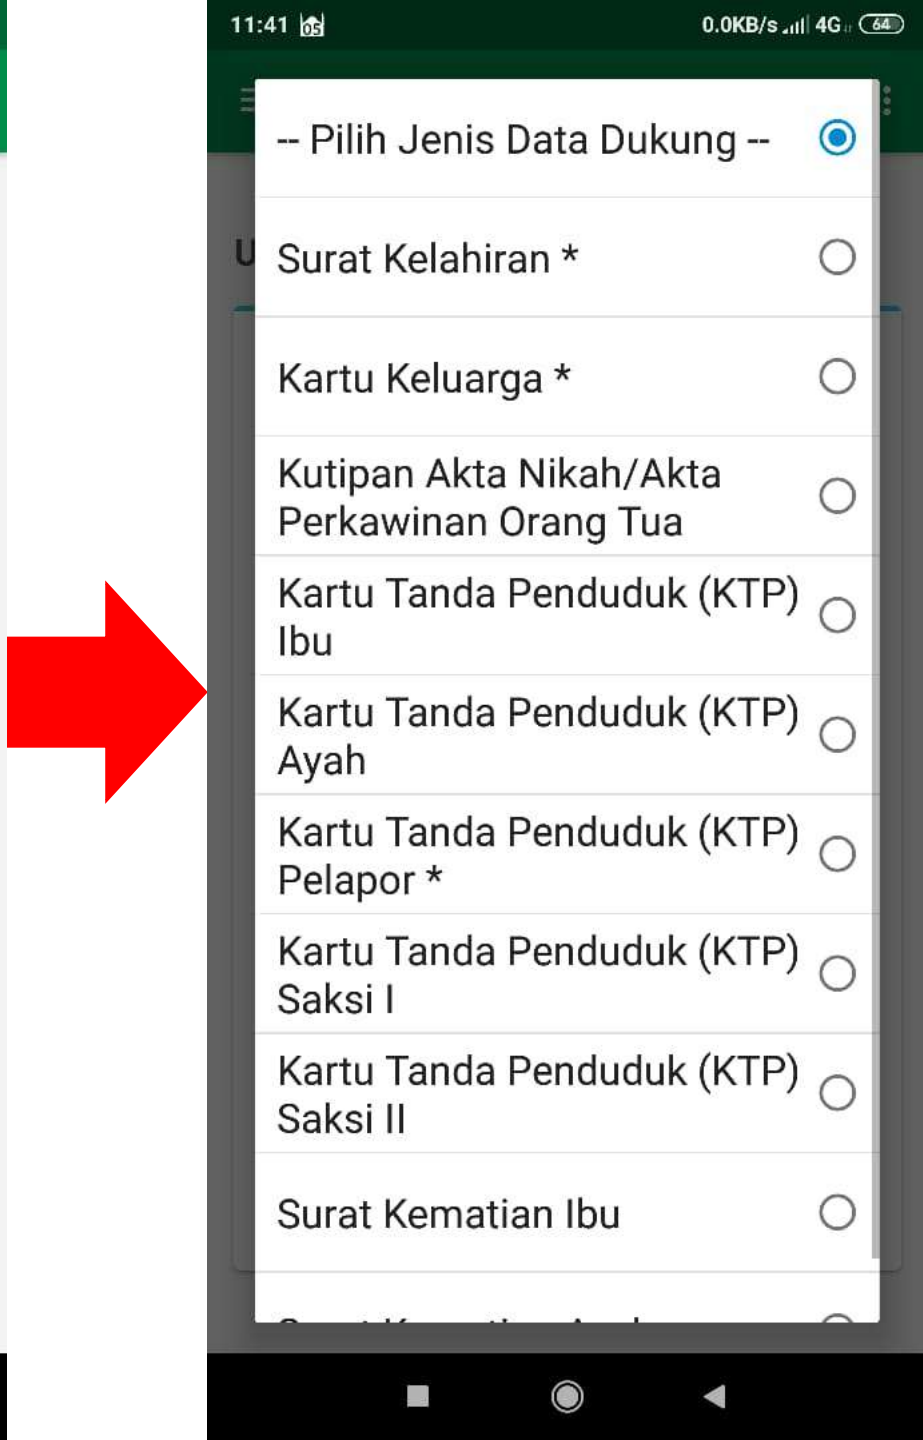 11:41 05 0.0KB/s 4G 64
-- Pilih Jenis Data Dukung --
U
Surat Kelahiran *
Kartu Keluarga *
Kutipan Akta Nikah/Akta
Perkawinan Orang Tua
Kartu Tanda Penduduk (KTP)
Ibu
Kartu Tanda Penduduk (KTP)
Ayah
Kartu Tanda Penduduk (KTP)
Pelapor *
Kartu Tanda Penduduk (KTP)
Saksi I
Kartu Tanda Penduduk (KTP)
Saksi II
Surat Kematian Ibu